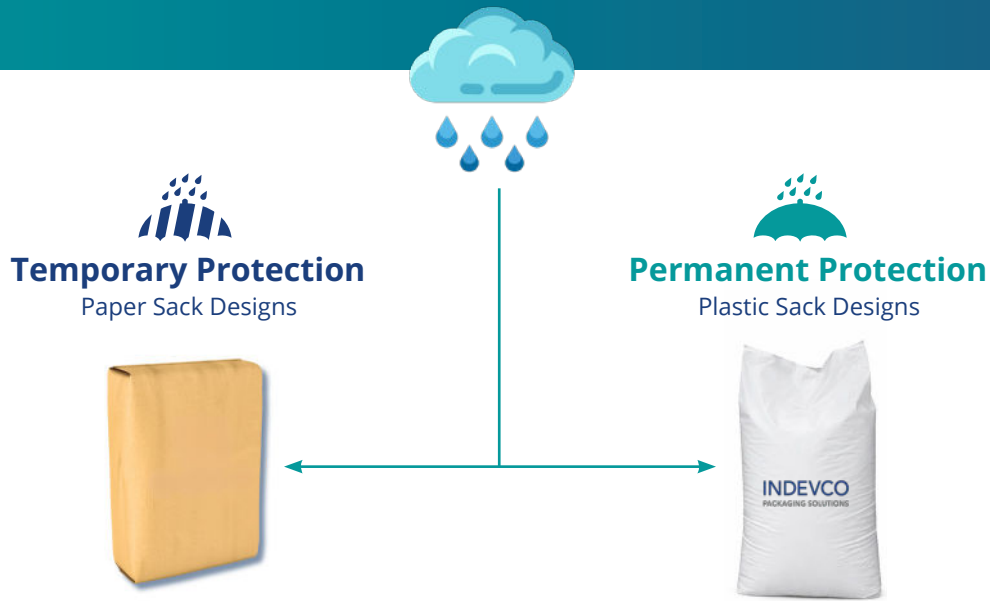 Temporary Protection
Paper Sack Designs
Permanent Protection
Plastic Sack Designs
INDEVCO
PACKAGING SOLUTIONS